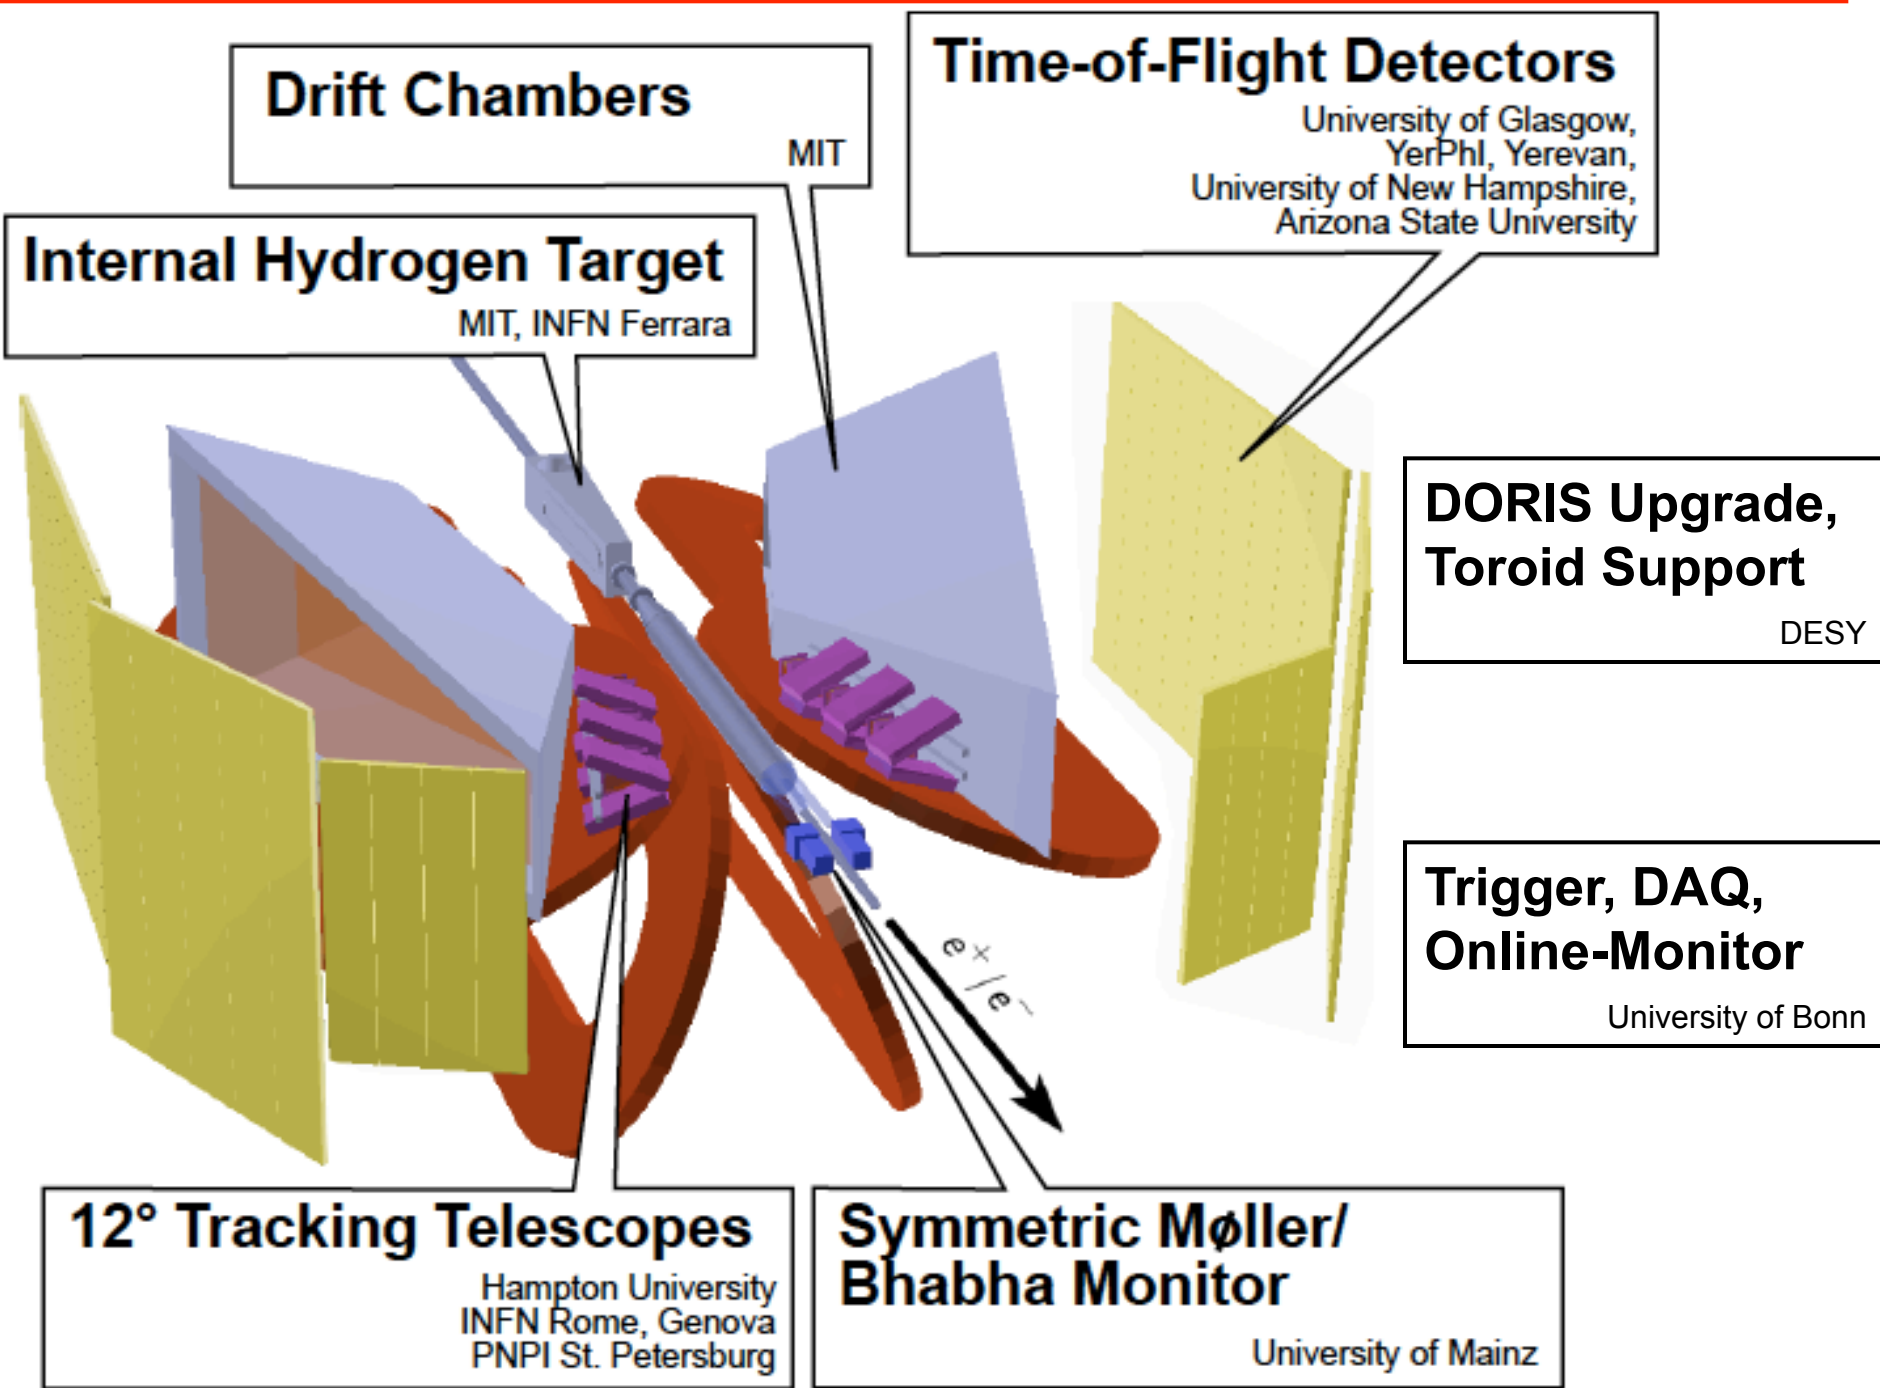 Drift Chambers
MIT
Time-of-Flight Detectors
University of Glasgow,
YerPhI, Yerevan,
University of New Hampshire,
Arizona State University
Internal Hydrogen Target
MIT, INFN Ferrara
DORIS Upgrade,
Toroid Support
DESY
Trigger, DAQ,
Online-Monitor
University of Bonn
e⁺/e⁻
12° Tracking Telescopes
Hampton University
INFN Rome, Genova
PNPI St. Petersburg
Symmetric Møller/
Bhabha Monitor
University of Mainz